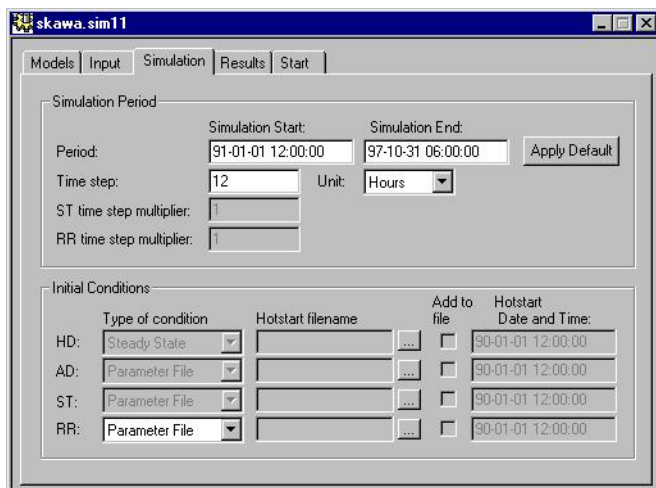 skawa.sim11
Models Input Simulation Results Start
Simulation Period
Simulation Start: Simulation End:
Period: 91-01-01 12:00:00 97-10-31 06:00:00 Apply Default
Time step: 12 Unit: Hours
ST time step multiplier: 1
RR time step multiplier: 1
Initial Conditions
Add to Hotstart
Type of condition Hotstart filename file Date and Time:
HD: Steady State ... 90-01-01 12:00:00
AD: Parameter File ... 90-01-01 12:00:00
ST: Parameter File ... 90-01-01 12:00:00
RR: Parameter File ... 90-01-01 12:00:00